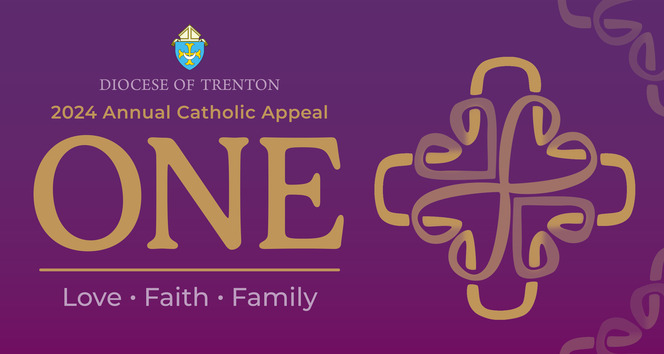 DIOCESE OF TRENTON
2024 Annual Catholic Appeal
ONE
Love • Faith • Family